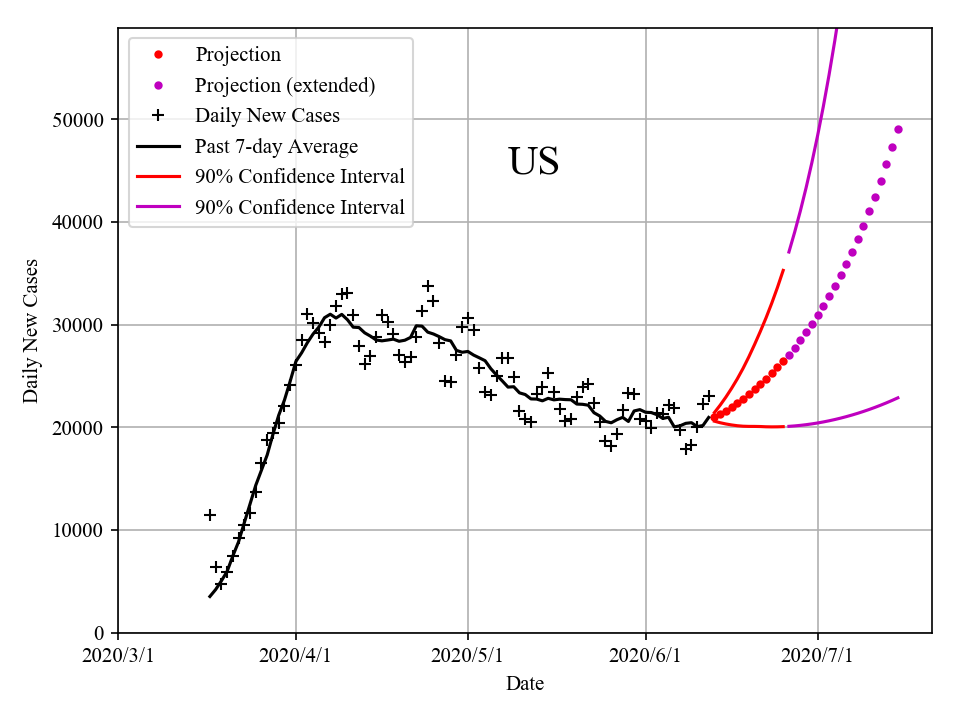 Projection
Projection (extended)
Daily New Cases
Past 7-day Average
90% Confidence Interval
90% Confidence Interval
US
Daily New Cases
50000
40000
30000
20000
10000
0
2020/3/1 2020/4/1 2020/5/1 2020/6/1 2020/7/1
Date